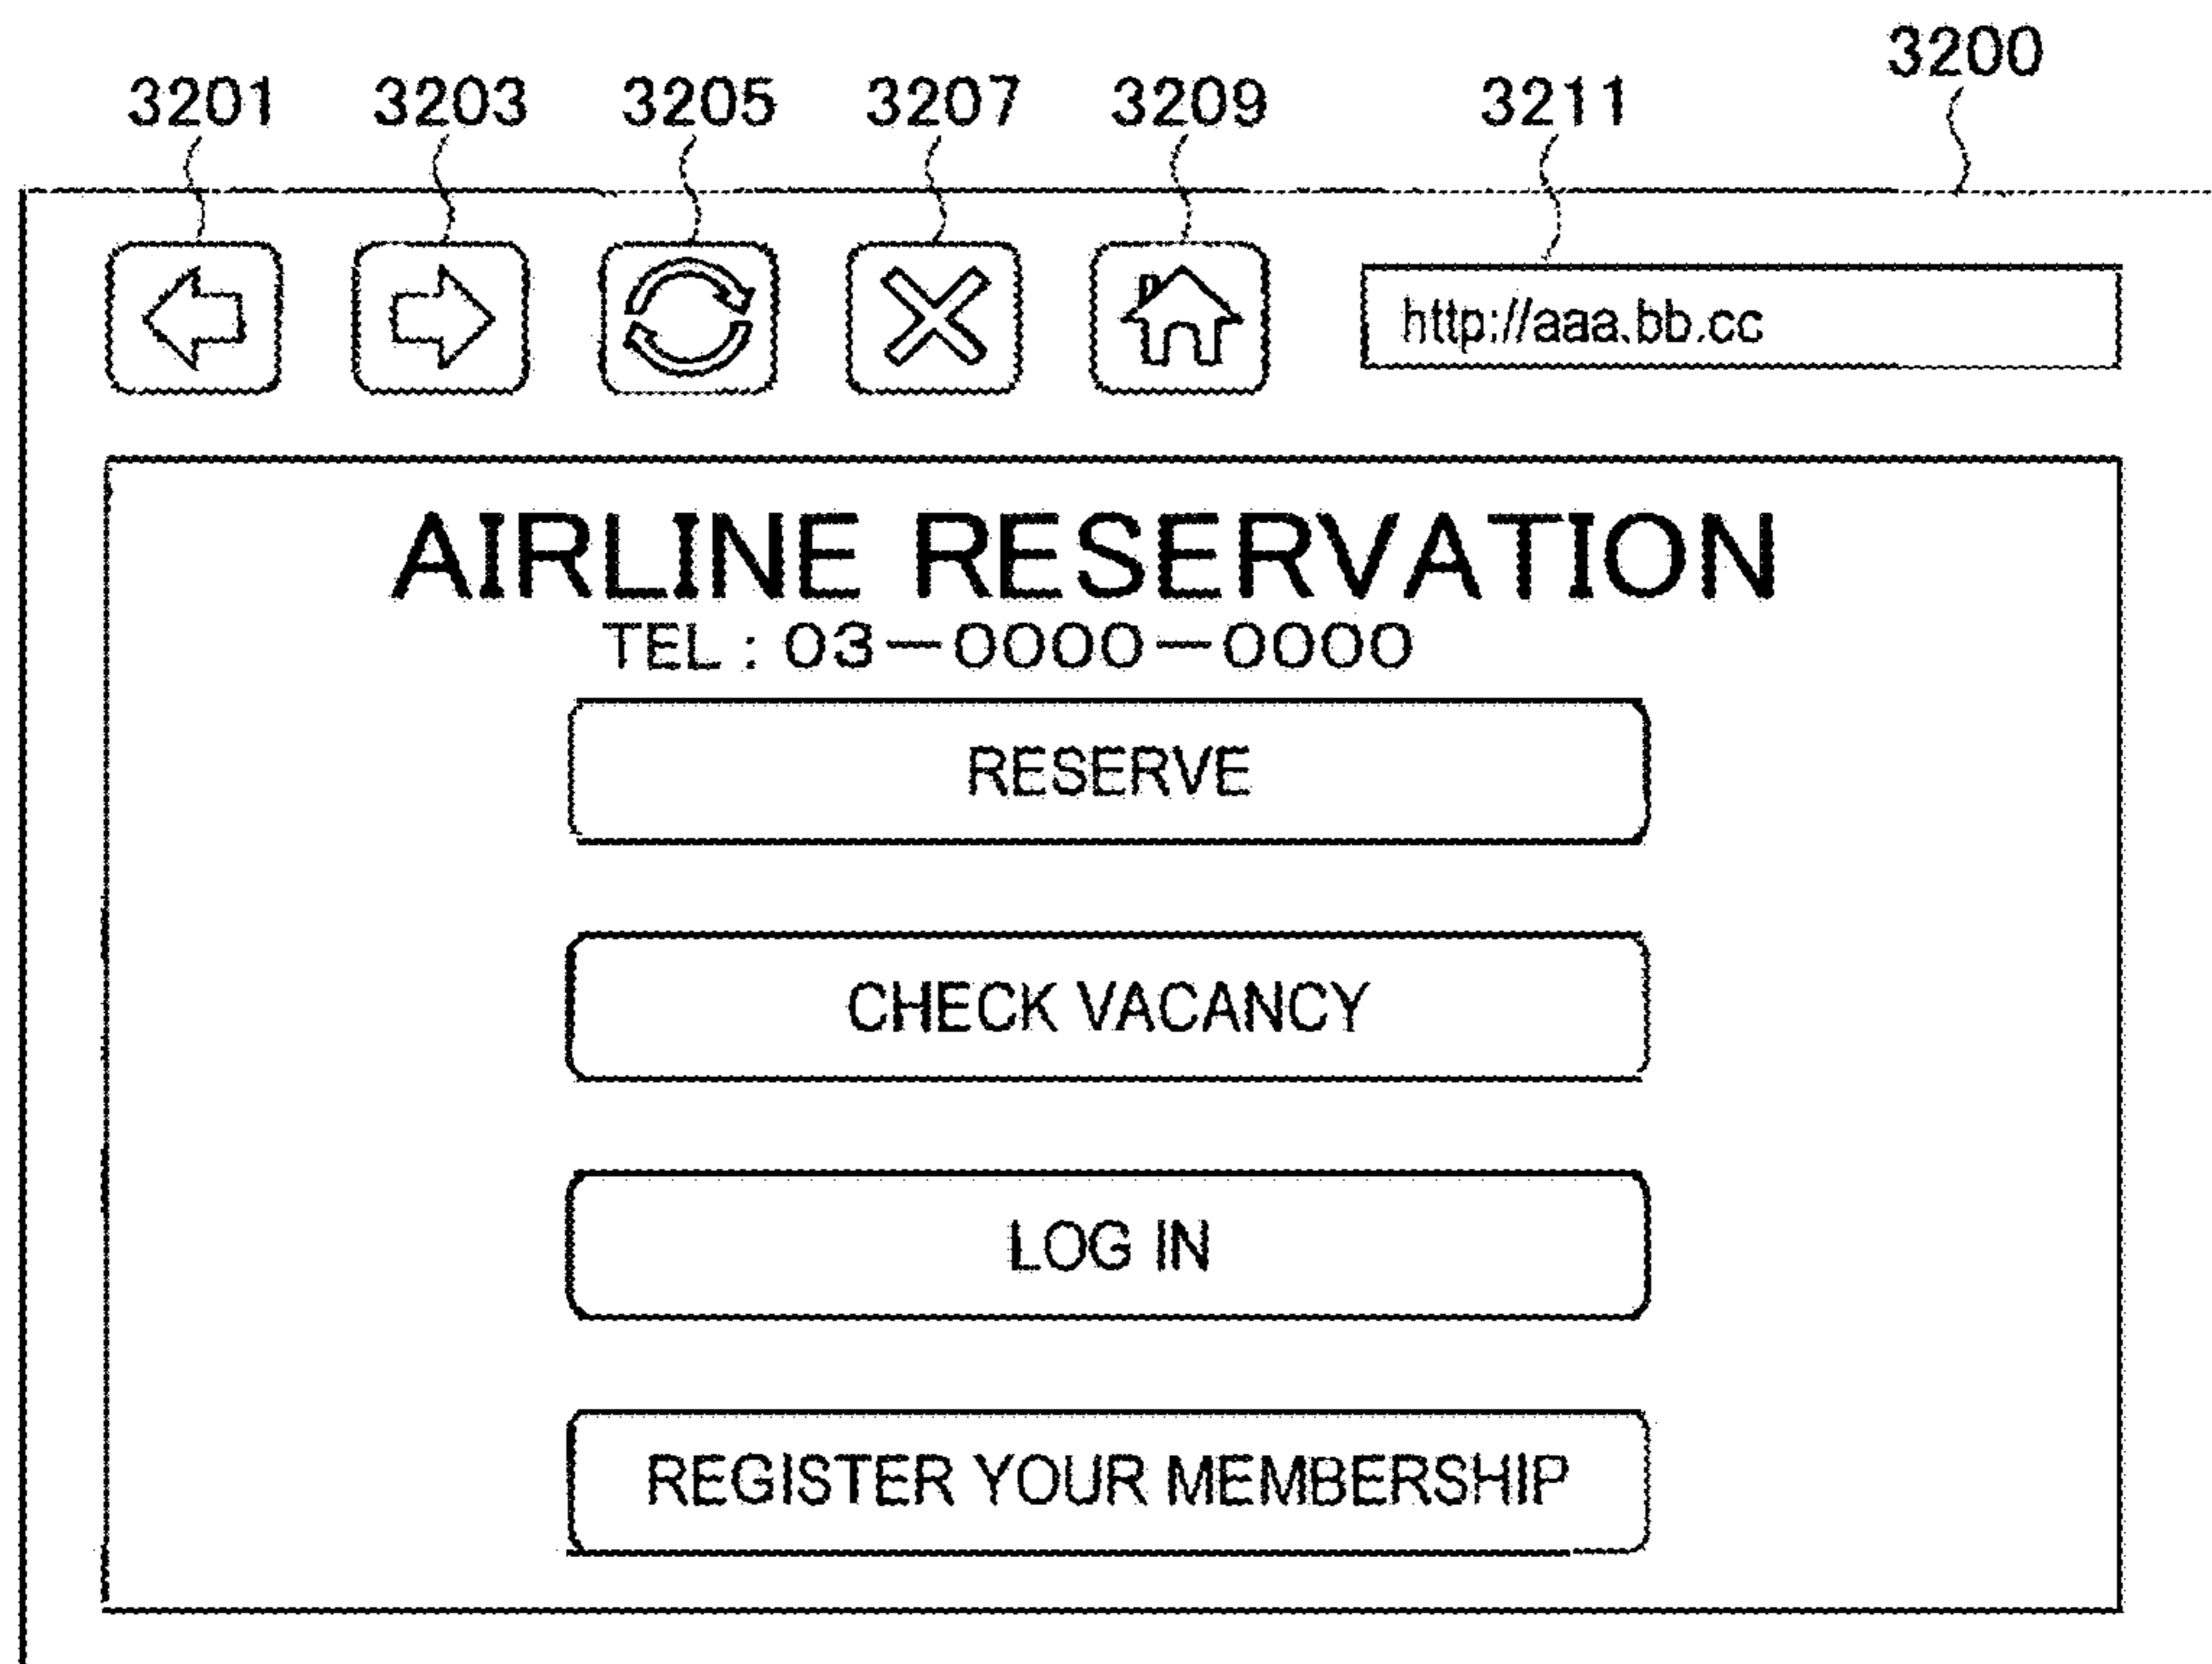 3200
3201 3203 3205 3207 3209 3211
http://aaa.bb.cc
AIRLINE RESERVATION
TEL : 03-0000-0000
RESERVE
CHECK VACANCY
LOG IN
REGISTER YOUR MEMBERSHIP